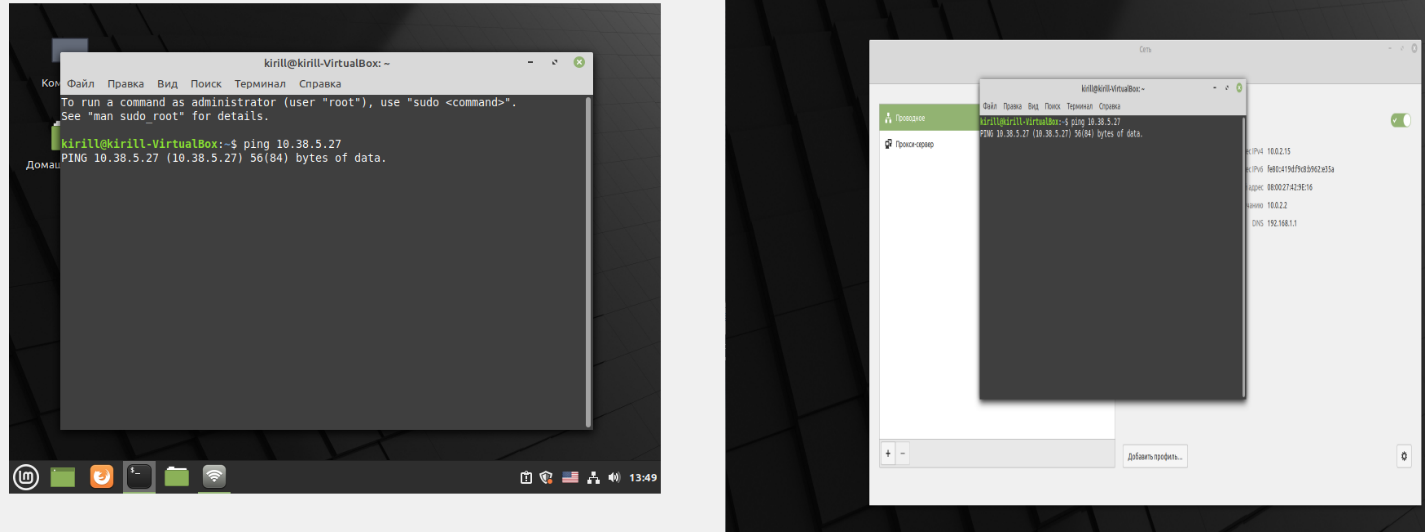 kirill@kirill-VirtualBox: ~
Файл Правка Вид Поиск Терминал Справка
To run a command as administrator (user "root"), use "sudo <command>".
See "man sudo_root" for details.
kirill@kirill-VirtualBox:~$ ping 10.38.5.27
PING 10.38.5.27 (10.38.5.27) 56(84) bytes of data.
Ком
Домаш
$_
13:49
Сеть
kirill@kirill-VirtualBox: ~
Файл Правка Вид Поиск Терминал Справка
kirill@kirill-VirtualBox:~$ ping 10.38.5.27
PING 10.38.5.27 (10.38.5.27) 56(84) bytes of data.
Проводное
Прокси-сервер
ес IPv4 10.0.2.15
ес IPv6 fe80::419d:f9c8:b962:e35a
адрес 08:00:27:42:9E:16
чанию 10.0.2.2
DNS 192.168.1.1
+ −
Добавить профиль...